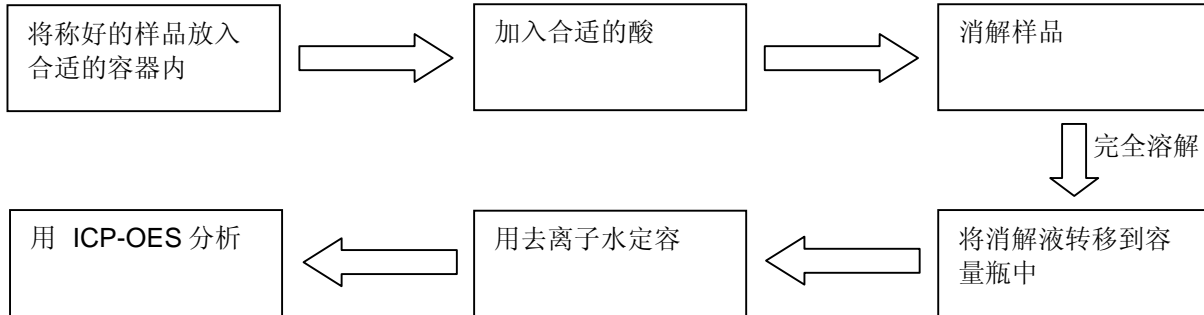 将称好的样品放入
合适的容器内
加入合适的酸
消解样品
完全溶解
将消解液转移到容
量瓶中
用去离子水定容
用 ICP-OES 分析